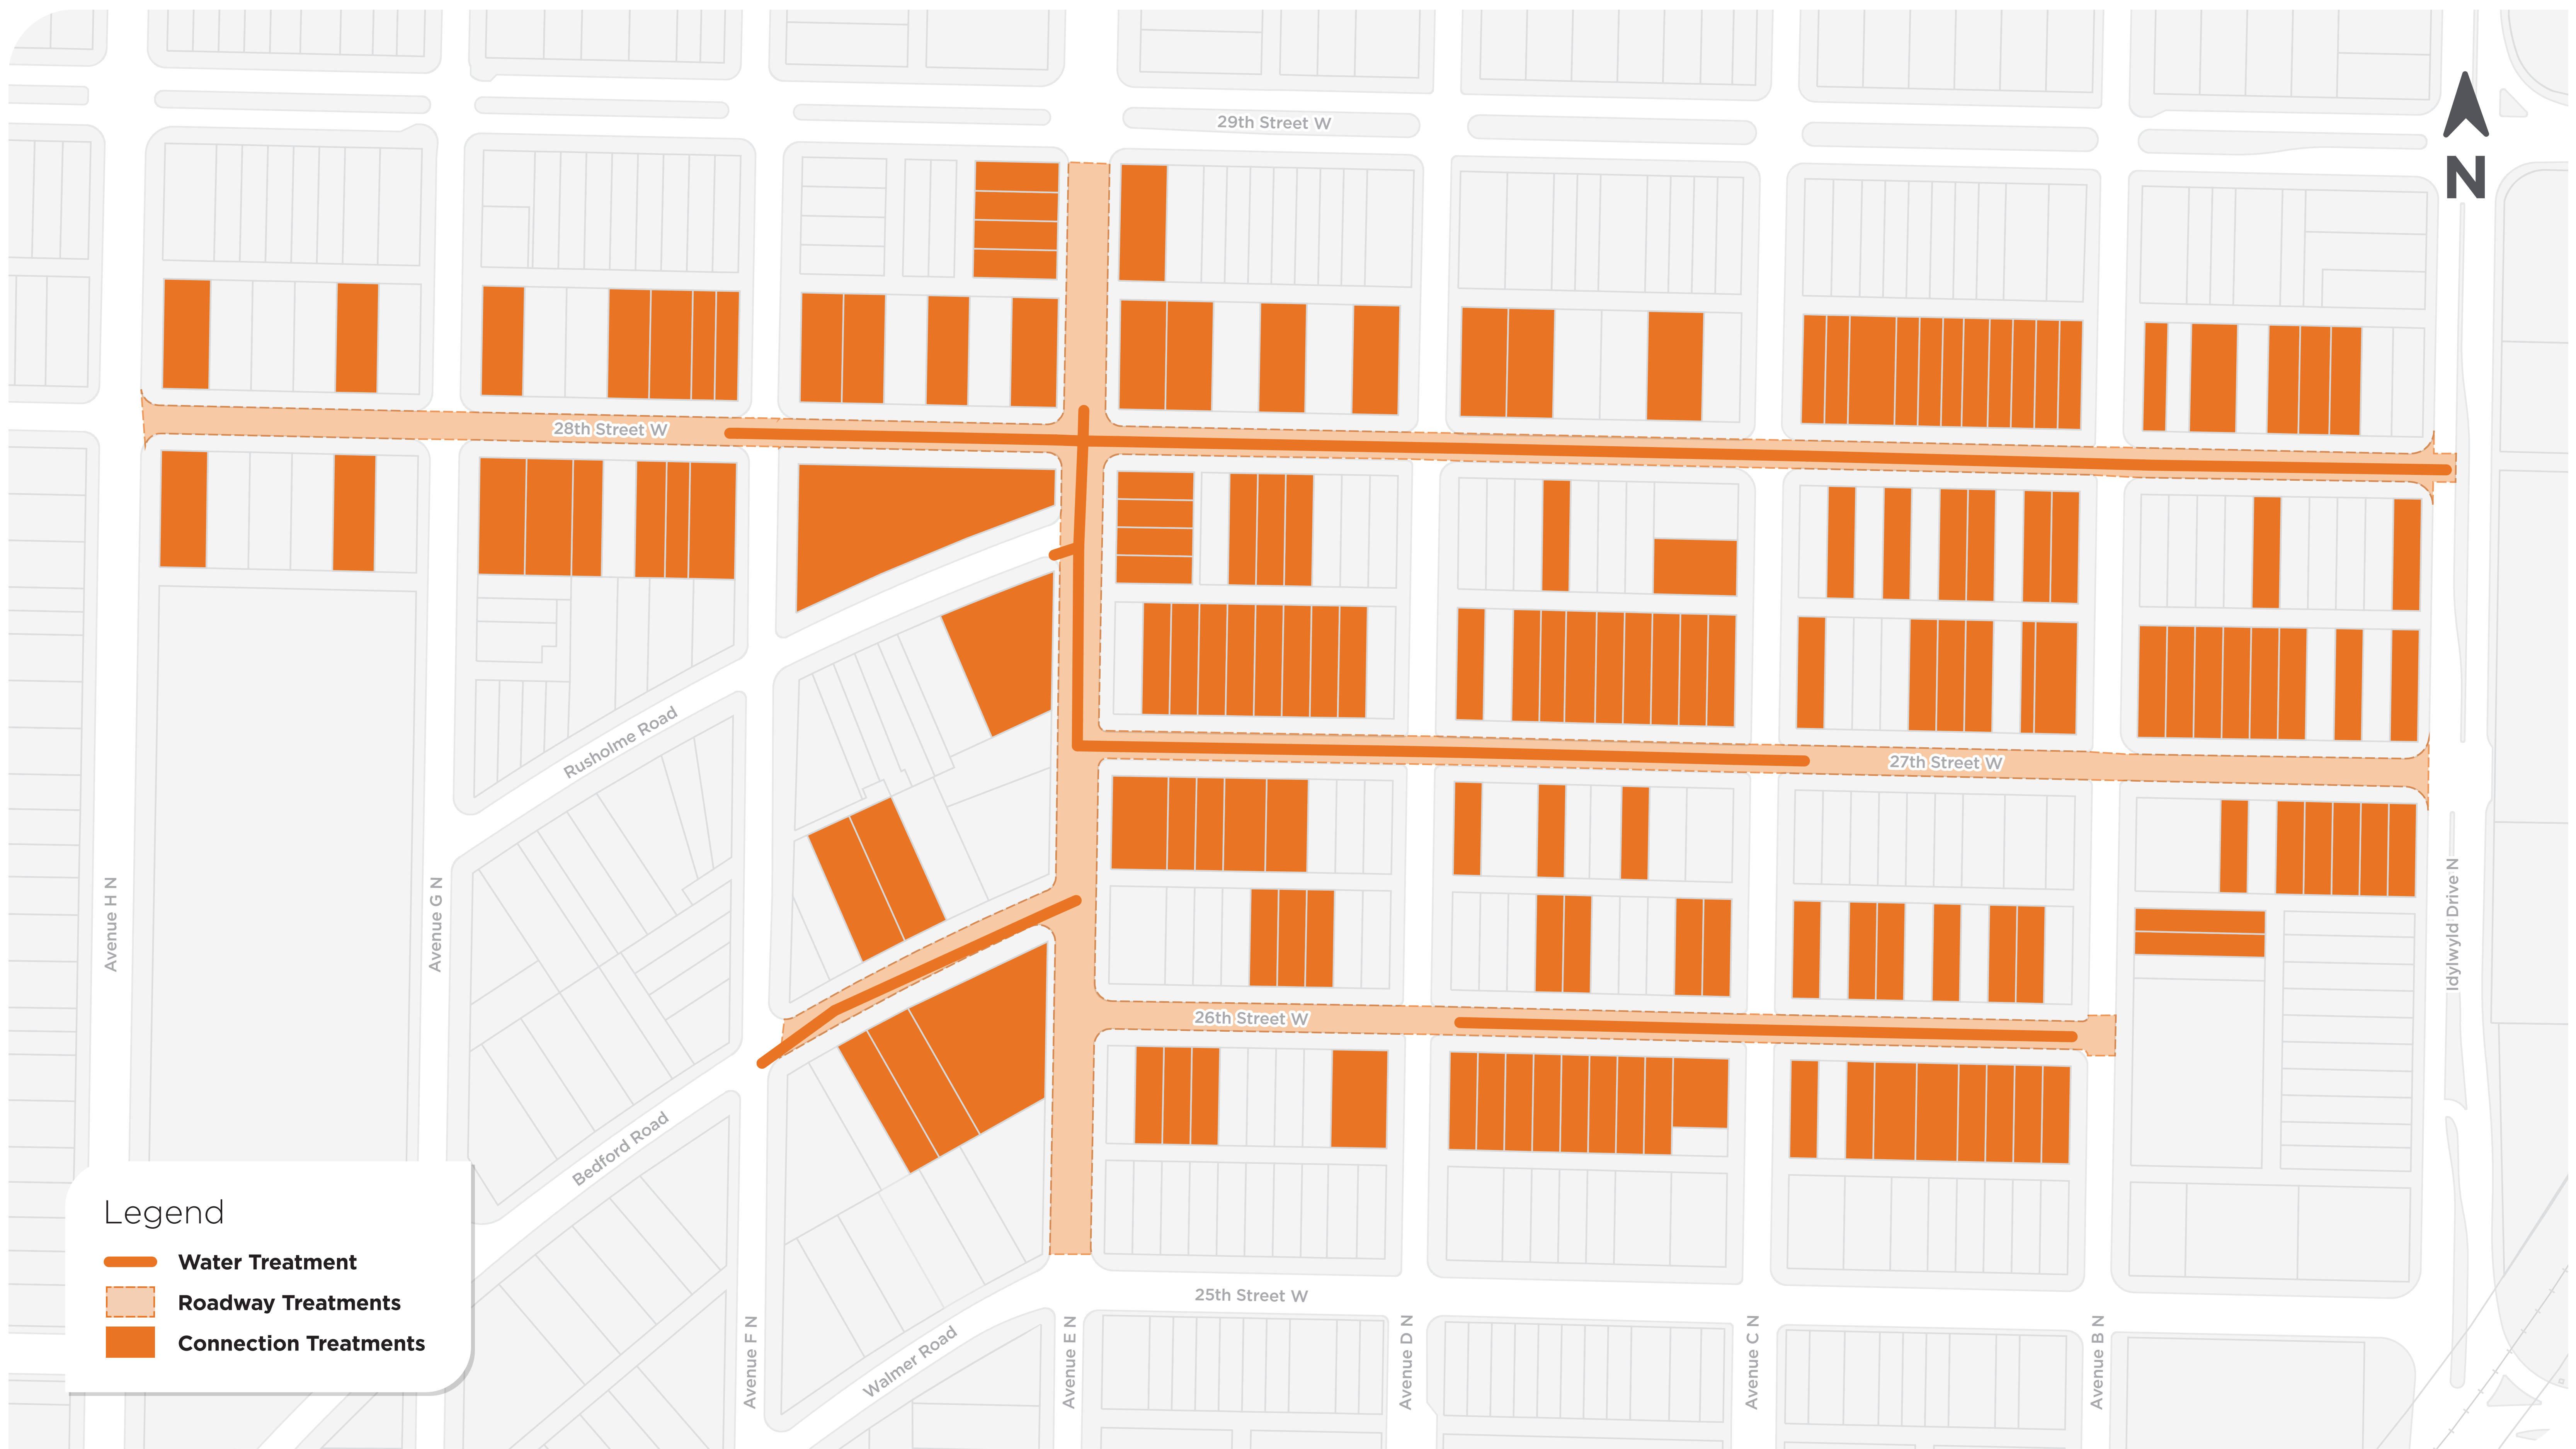 29th Street W
N
28th Street W
Rusholme Road
27th Street W
Avenue H N
Avenue G N
Idylwyld Drive N
26th Street W
Bedford Road
Legend
Water Treatment
Roadway Treatments
Connection Treatments
25th Street W
Walmer Road
Avenue F N
Avenue E N
Avenue D N
Avenue C N
Avenue B N